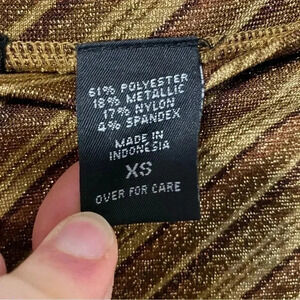 61% POLYESTER
18% METALLIC
17% NYLON
4% SPANDEX
MADE IN
INDONESIA
XS
OVER FOR CARE